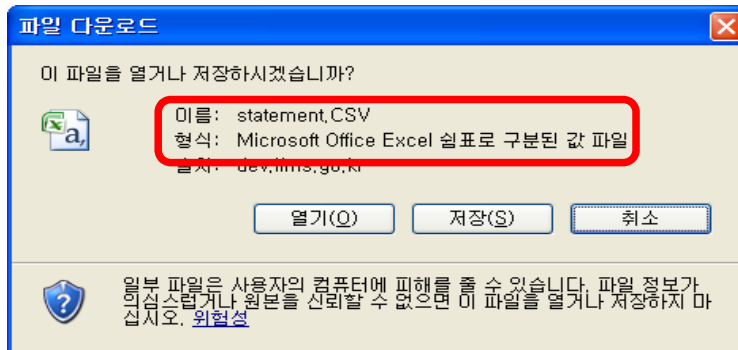 파일 다운로드
이 파일을 열거나 저장하시겠습니까?
이름: statement.CSV
형식: Microsoft Office Excel 쉼표로 구분된 값 파일
열기(O)
저장(S)
취소
일부 파일은 사용자의 컴퓨터에 피해를 줄 수 있습니다. 파일 정보가
의심스럽거나 원본을 신뢰할 수 없으면 이 파일을 열거나 저장하지 마
십시오. 위험성